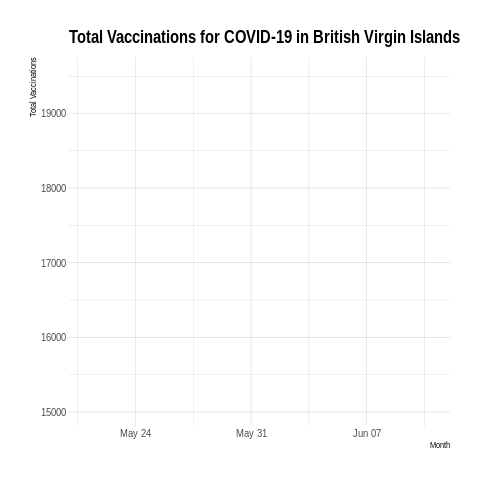 Total Vaccinations for COVID-19 in British Virgin Islands
Total Vaccinations
19000
18000
17000
16000
15000
May 24
May 31
Jun 07
Month